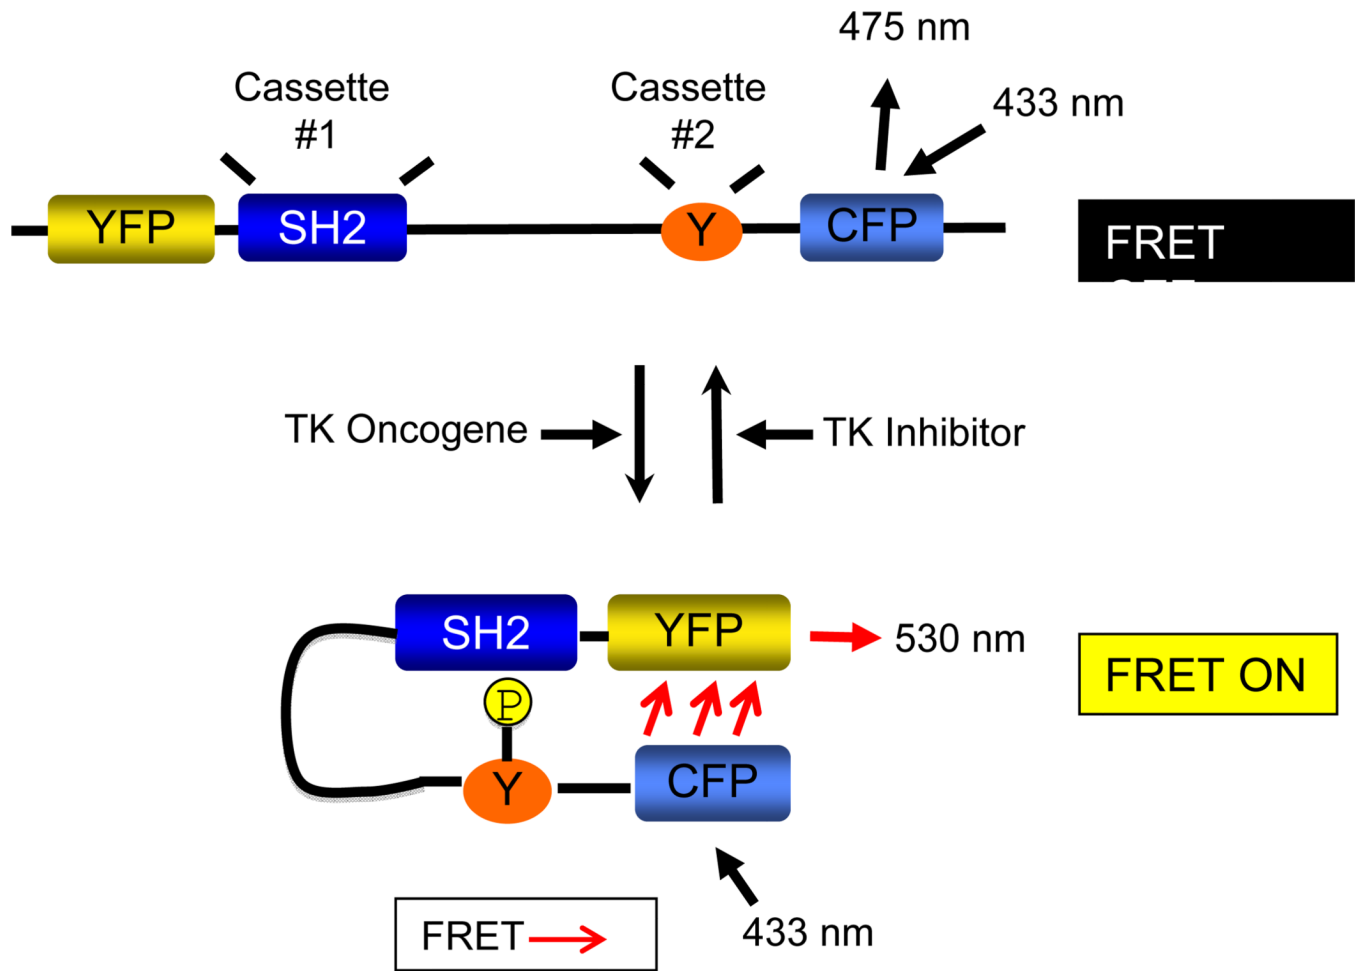 475 nm
Cassette
#1
Cassette
#2
433 nm
YFP
SH2
Y
CFP
FRET
TK Oncogene
TK Inhibitor
SH2
YFP
530 nm
P
FRET ON
Y
CFP
FRET
433 nm